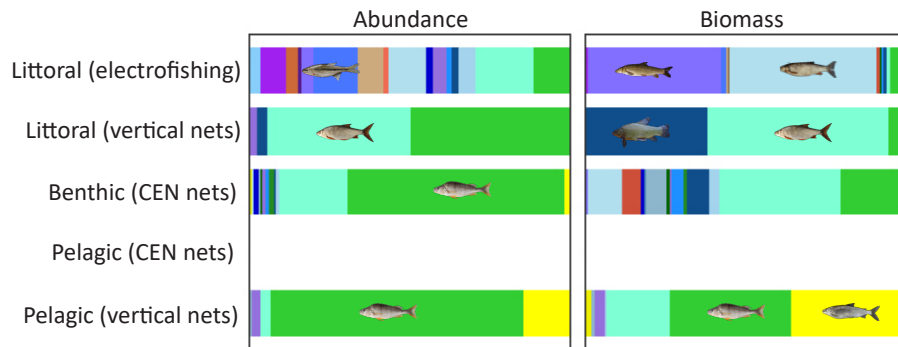 Abundance
Biomass
Littoral (electrofishing)
Littoral (vertical nets)
Benthic (CEN nets)
Pelagic (CEN nets)
Pelagic (vertical nets)